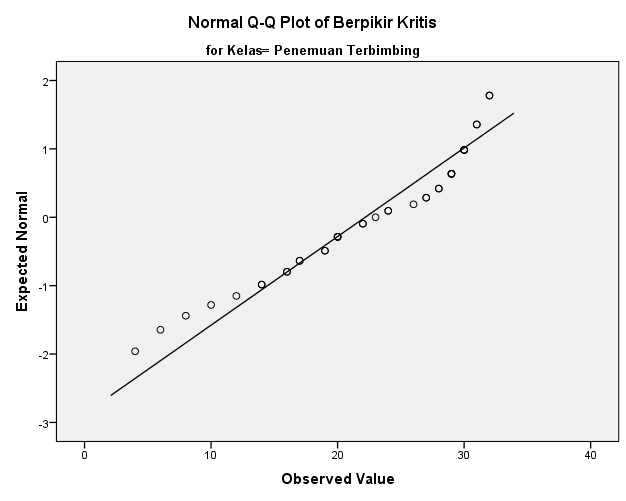 Normal Q-Q Plot of Berpikir Kritis
for Kelas= Penemuan Terbimbing
Expected Normal
2
1
0
-1
-2
-3
0 10 20 30 40
Observed Value